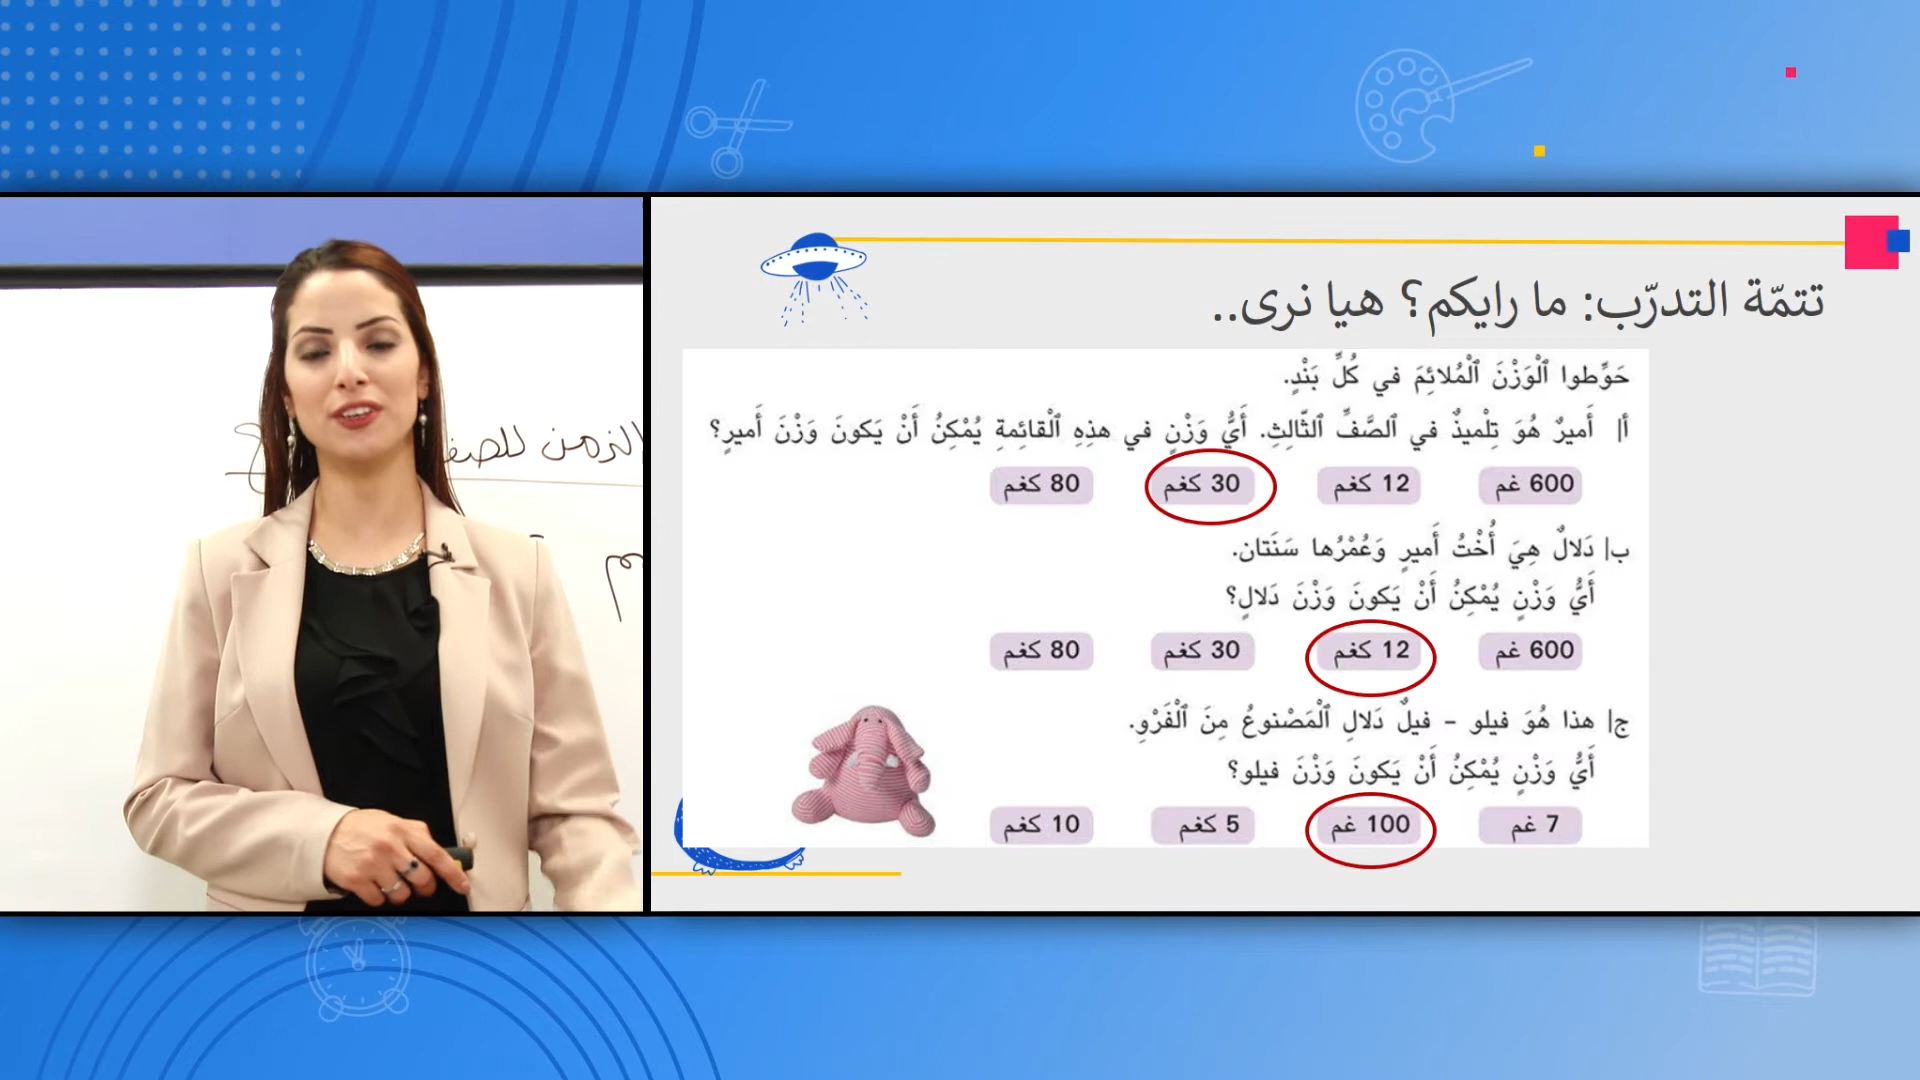 تتمّة التدرّب: ما رايكم؟ هيا نرى..
حَوِّطوا ٱلْوَزْنَ ٱلْمُلائِمَ في كُلِّ بَنْدٍ.
أ| أَميرٌ هُوَ تِلْميذٌ في ٱلصَّفِّ ٱلثّالِثِ. أَيُّ وَزْنٍ في هذِهِ ٱلْقائِمةِ يُمْكِنُ أَنْ يَكونَ وَزْنَ أَميرٍ؟
600 غم 12 كغم 30 كغم 80 كغم
ب| دَلالٌ هِيَ أُخْتُ أَميرٍ وَعُمْرُها سَنَتان.
أَيُّ وَزْنٍ يُمْكِنُ أَنْ يَكونَ وَزْنَ دَلالٍ؟
600 غم 12 كغم 30 كغم 80 كغم
ج| هذا هُوَ فيلو – فيلُ دَلالِ ٱلْمَصْنوعُ مِنَ ٱلْفَرْوِ.
أَيُّ وَزْنٍ يُمْكِنُ أَنْ يَكونَ وَزْنَ فيلو؟
7 غم 100 غم 5 كغم 10 كغم
الزمن للصف